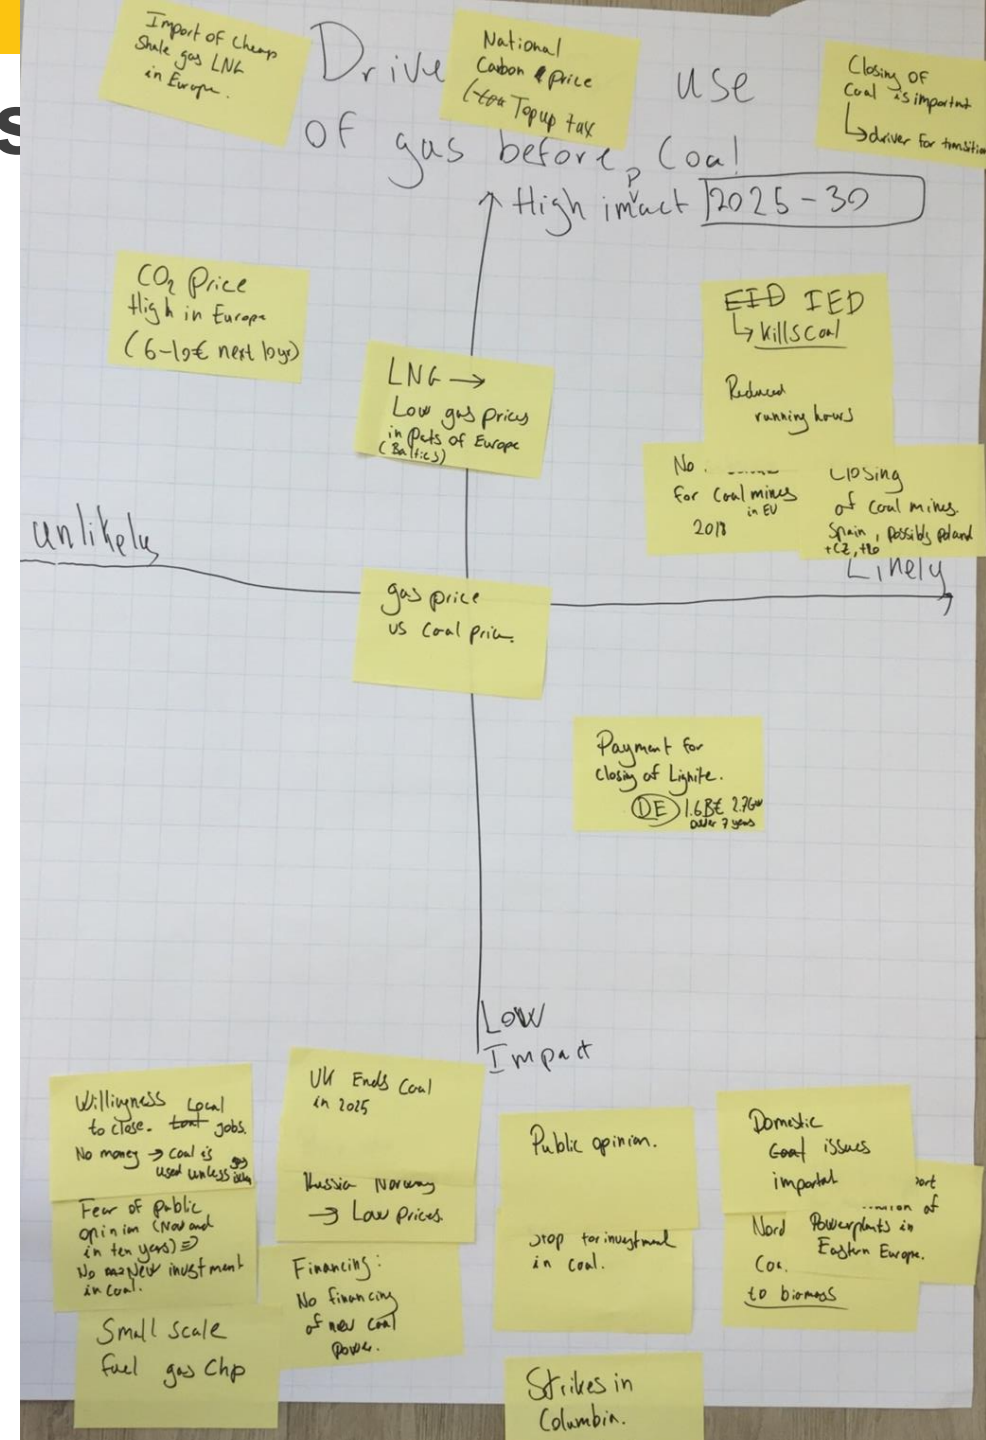 S
Import of Cheap
Shale gas LNG
in Europe.
National
Carbon price
Topup tax
Closing OF
Coal is important
↳ driver for transition
Drive
use
of gas before Coal
High impact 2025-30
CO₂ Price
High in Europe
(6-10€ next 10yr)
LNG →
Low gas prices
in Parts of Europe
(Baltics)
EID IED
↳ Kills Coal
Reduced
running hours
No
for Coal mines
in EU
2018
Closing
of coal mines.
Spain, possibly Poland
+CZ,
unlikely
Likely
gas price
vs Coal price.
Payment for
closing of Lignite.
DE 1.6B€ 2.7GW
over 7 years
Low
Impact
Willingness Local
to close. jobs.
No money → coal is
used unless
Fear of public
opinion (Now and
in ten years) ⇒
No New investment
in coal.
Small scale
fuel gas Chp
UK Ends Coal
in 2025
Russia Norway
→ Low Prices.
Financing:
No financing
of new coal
power.
Public opinion.
Stop for investment
in coal.
Strikes in
Columbia.
Domestic
Coal issues
important
Nord
Coa
to biomass
of
Powerplants in
Eastern Europe.